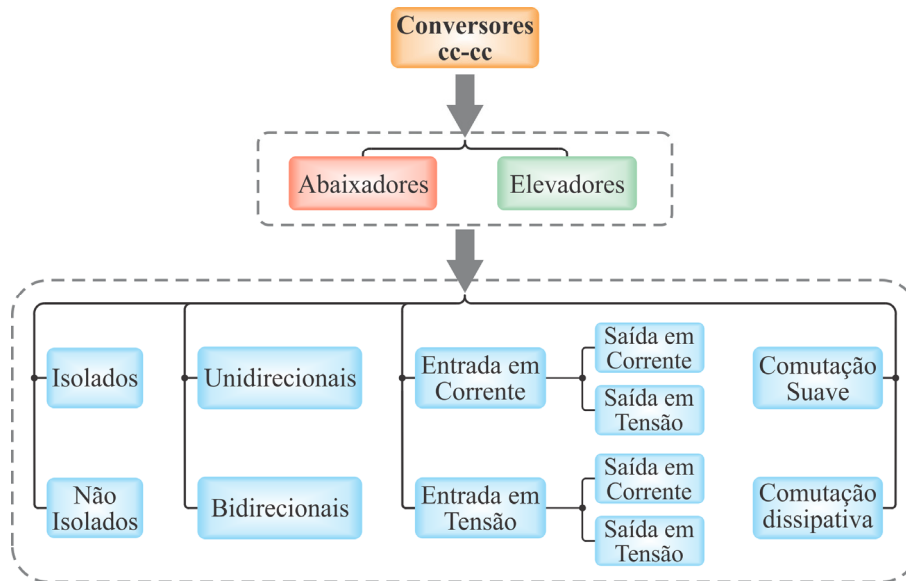 Conversores
cc-cc
Abaixadores
Elevadores
Isolados
Não
Isolados
Unidirecionais
Bidirecionais
Entrada em
Corrente
Saída em
Corrente
Saída em
Tensão
Entrada em
Tensão
Saída em
Corrente
Saída em
Tensão
Comutação
Suave
Comutação
dissipativa